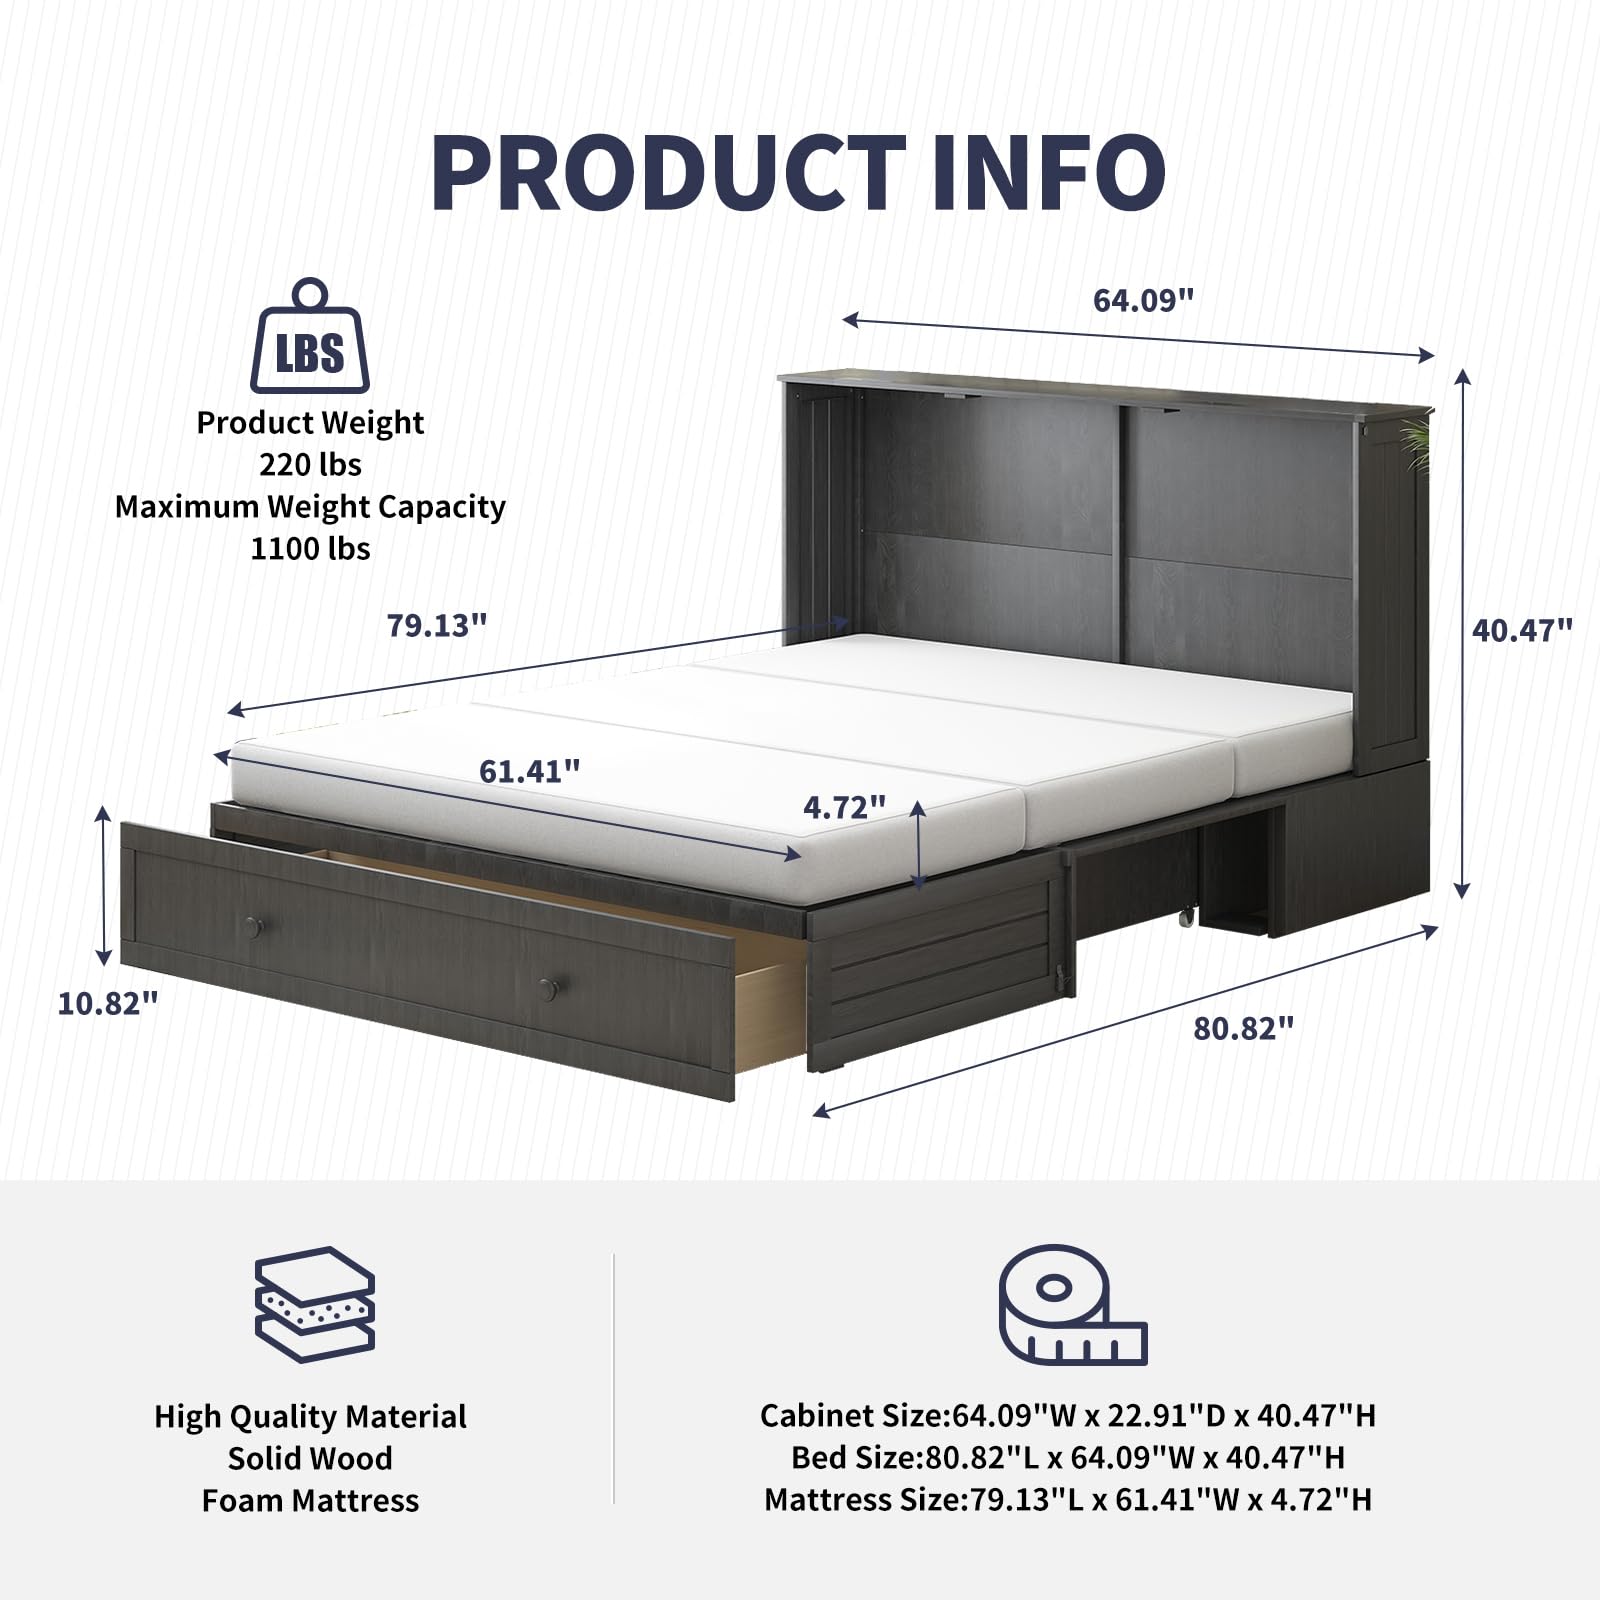 PRODUCT INFO
64.09"
LBS
Product Weight
220 lbs
Maximum Weight Capacity
1100 lbs
79.13"
40.47"
61.41"
4.72"
10.82"
80.82"
High Quality Material
Solid Wood
Foam Mattress
Cabinet Size:64.09"W x 22.91"D x 40.47"H
Bed Size:80.82"L x 64.09"W x 40.47"H
Mattress Size:79.13"L x 61.41"W x 4.72"H